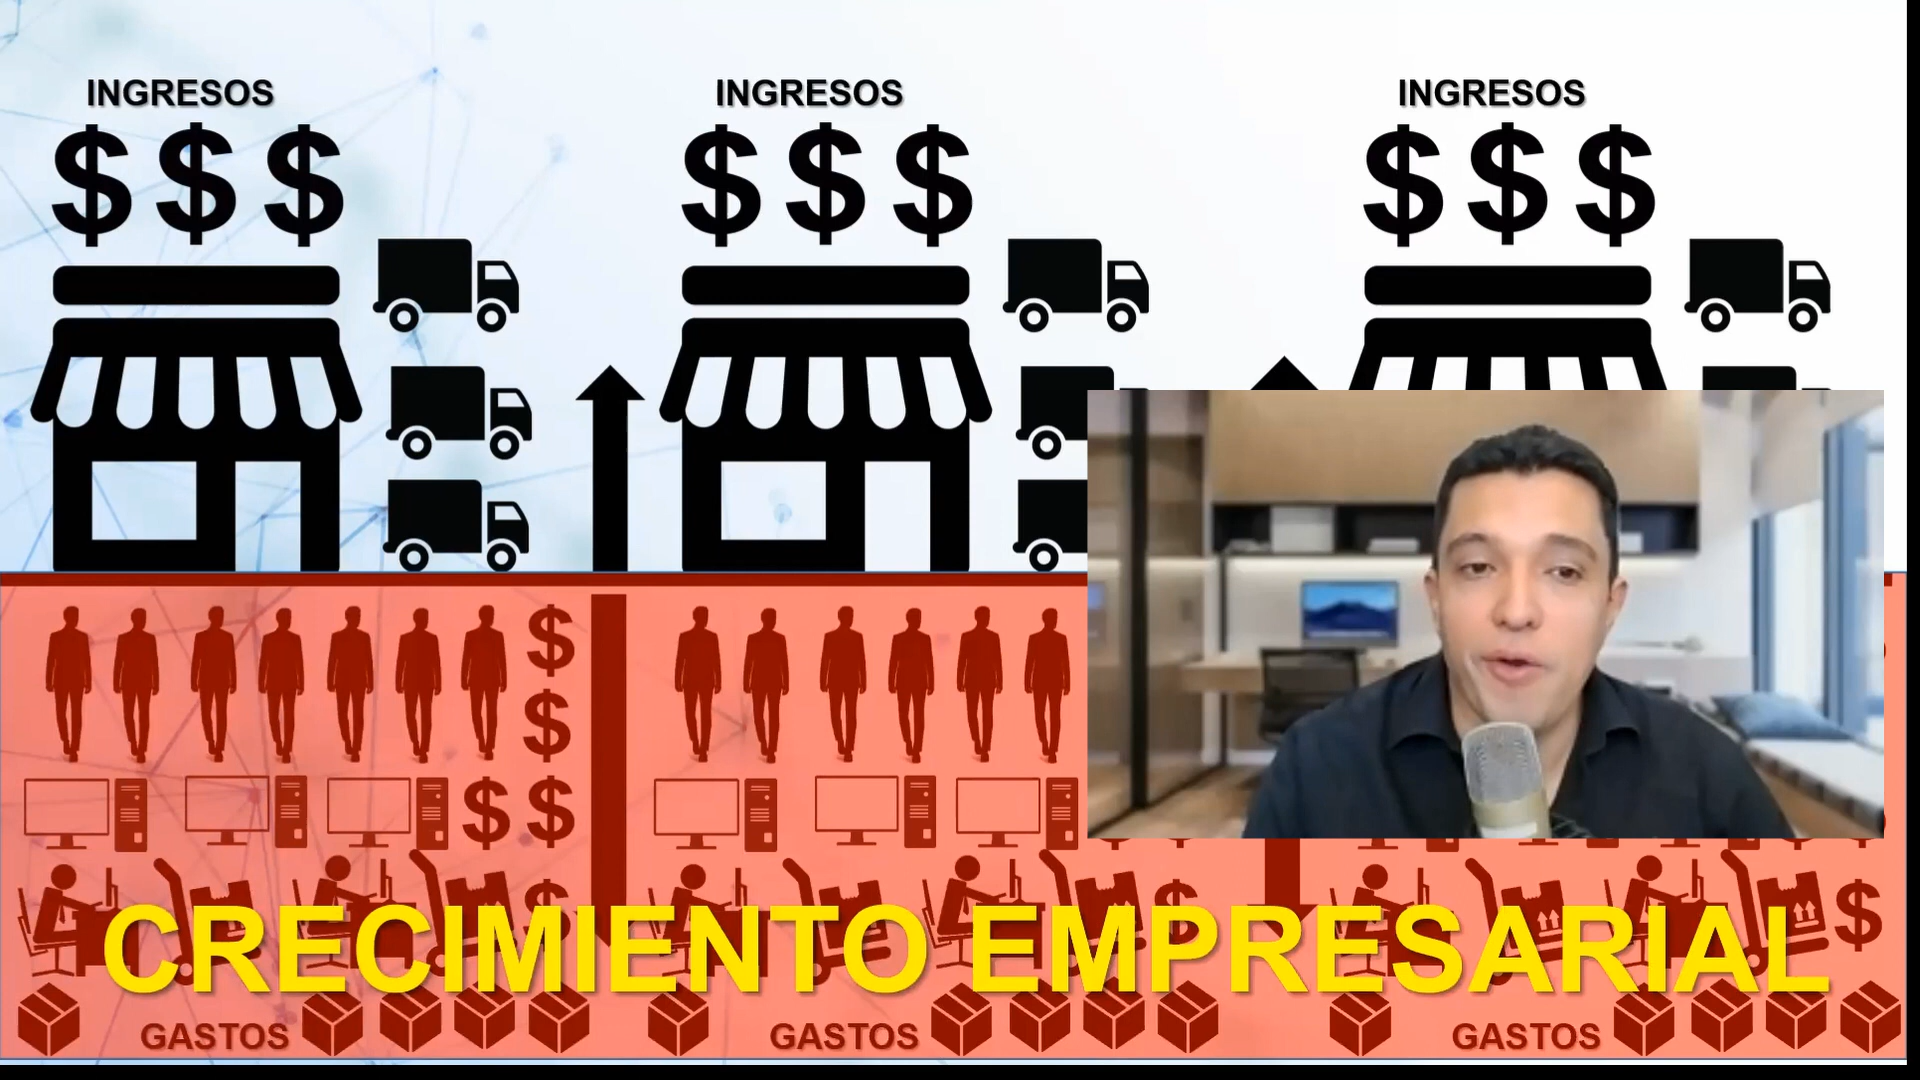 INGRESOS INGRESOS INGRESOS
$ $ $ $ $ $ $ $ $
$
$
$ $
$ $ $
CRECIMIENTO EMPRESARIAL
GASTOS GASTOS GASTOS